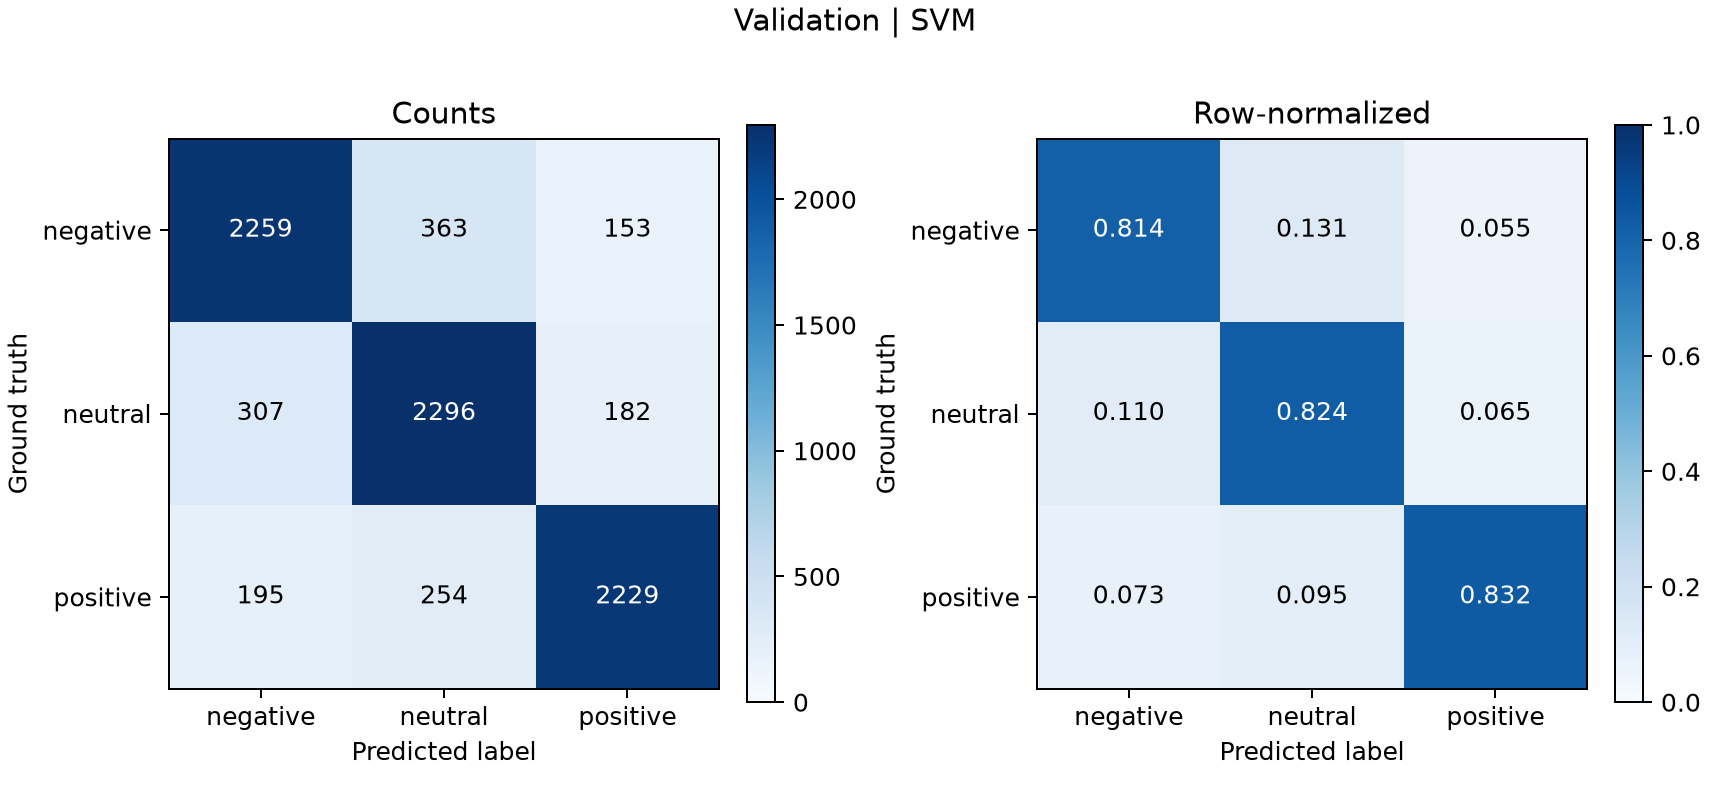 Validation | SVM
Counts
negative 2259 363 153
neutral 307 2296 182
positive 195 254 2229
negative neutral positive
Predicted label
Ground truth
2000
1500
1000
500
0
Row-normalized
negative 0.814 0.131 0.055
neutral 0.110 0.824 0.065
positive 0.073 0.095 0.832
negative neutral positive
Predicted label
Ground truth
1.0
0.8
0.6
0.4
0.2
0.0